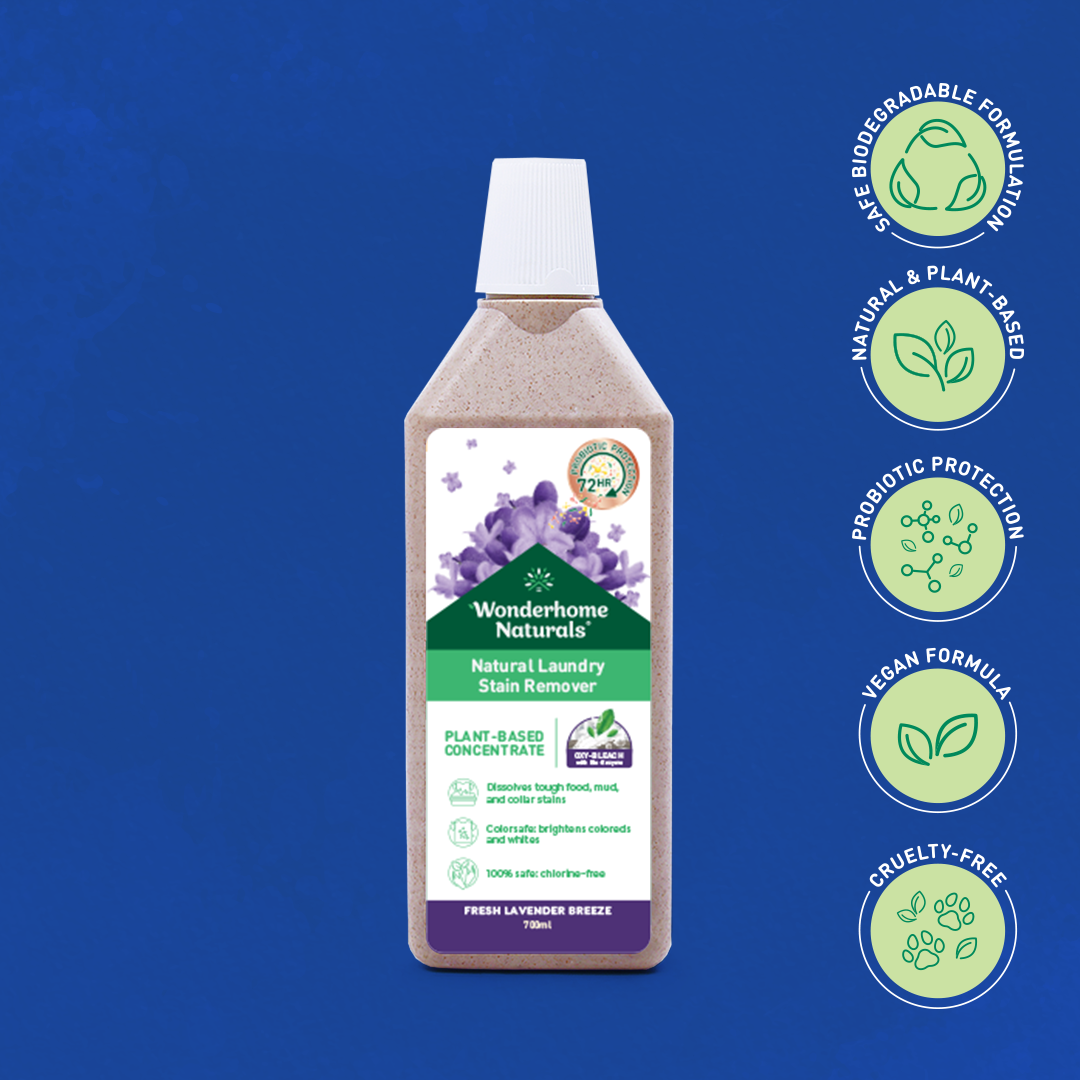 PROBIOTIC PROTECTION
72HR
Wonderhome
Naturals®
Natural Laundry
Stain Remover
PLANT-BASED
CONCENTRATE
OXY-BLEACH
Dissolves tough food, mud,
and collar stains
Colorsafe: brightens coloreds
and whites
100% safe: chlorine-free
FRESH LAVENDER BREEZE
700ml
SAFE BIODEGRADABLE FORMULATION
NATURAL & PLANT-BASED
PROBIOTIC PROTECTION
VEGAN FORMULA
CRUELTY-FREE